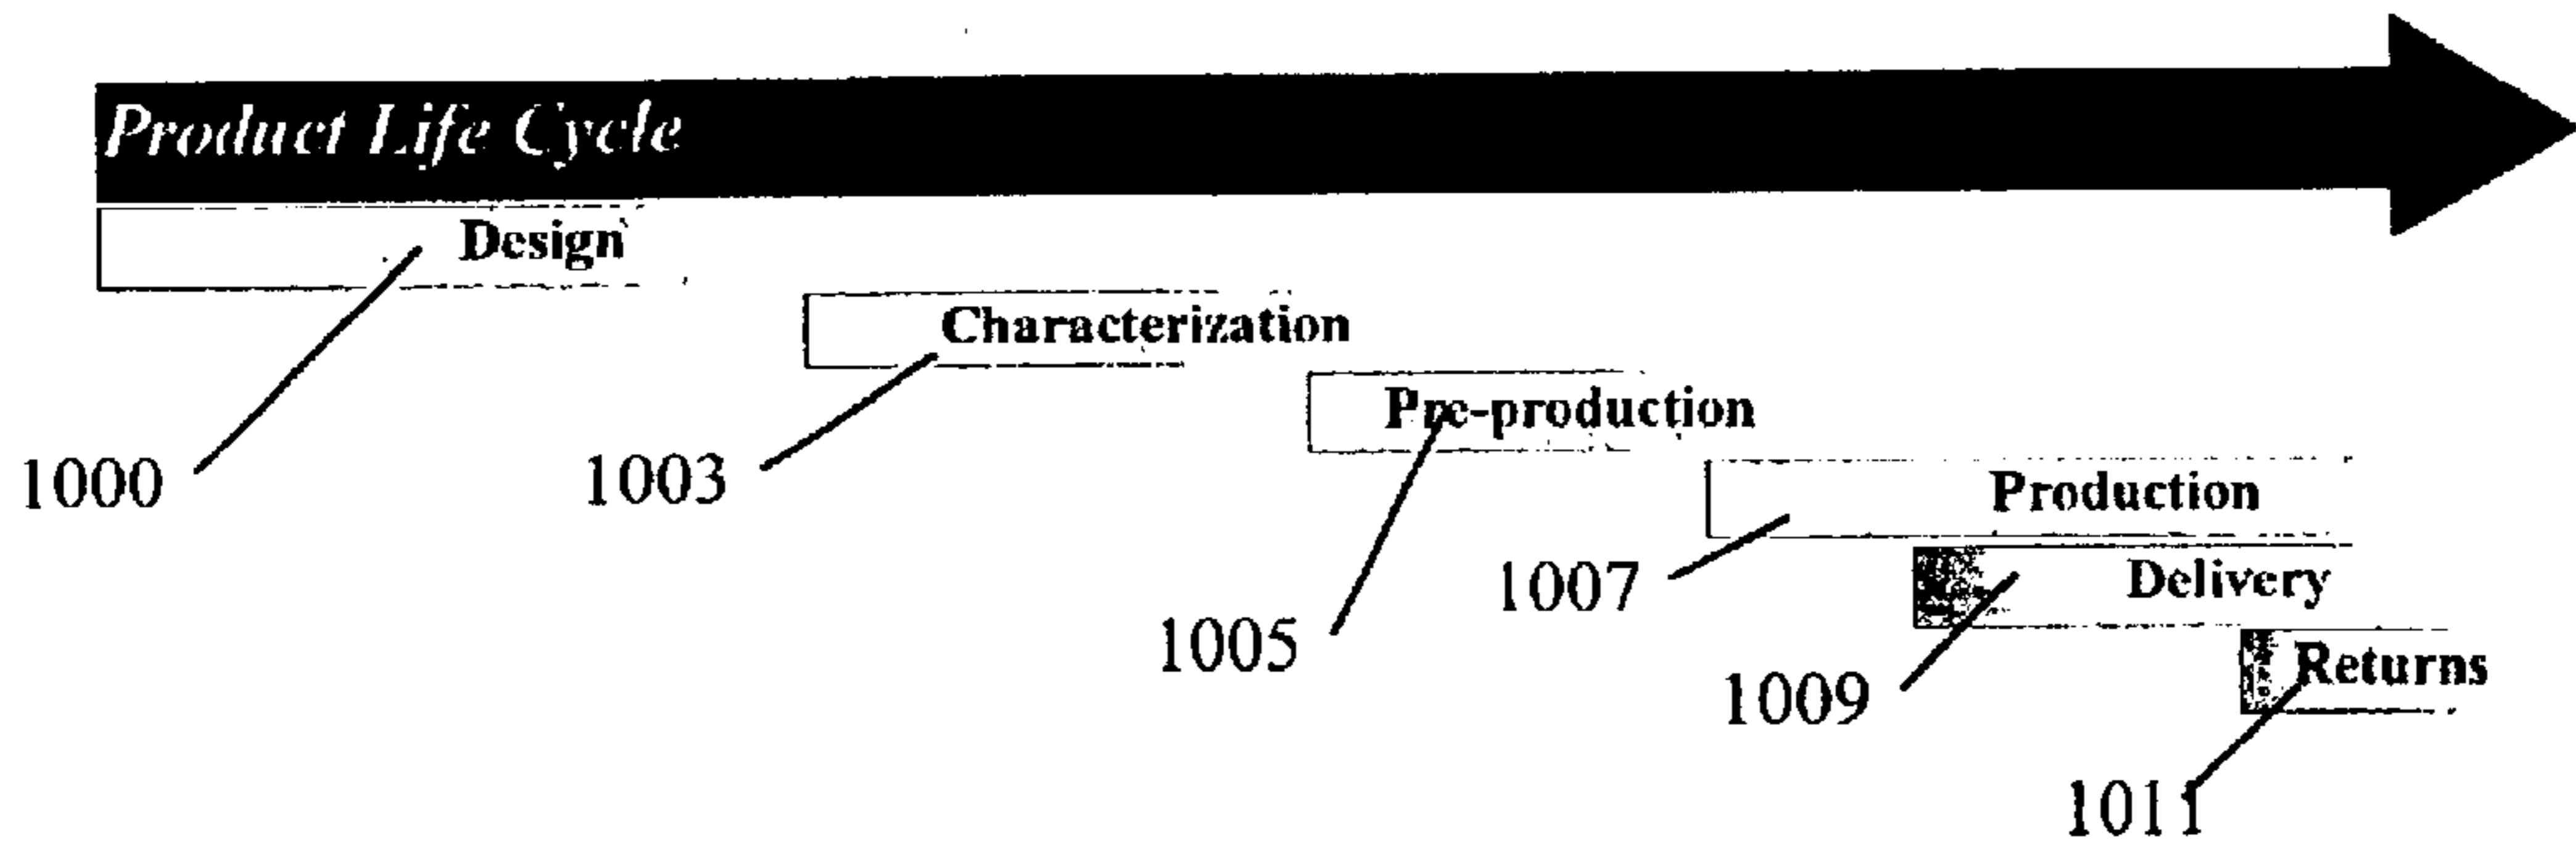 Product Life Cycle
Design
Characterization
Pre-production
Production
Delivery
Returns
1000
1003
1005
1007
1009
1011